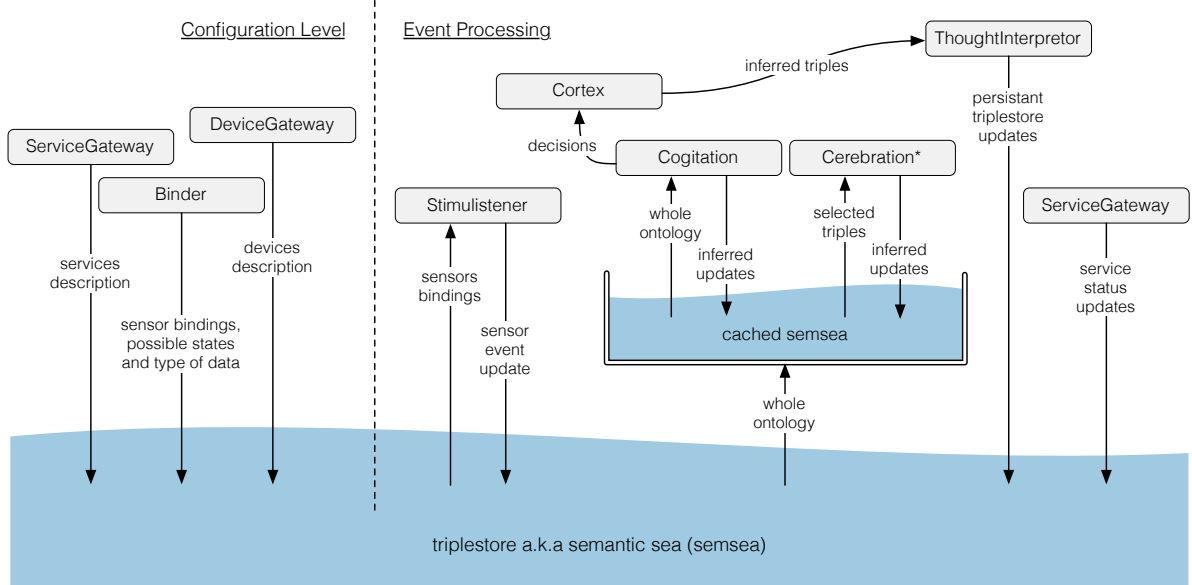 Configuration Level
Event Processing
ThoughtInterpretor
inferred triples
Cortex
persistant
triplestore
updates
DeviceGateway
ServiceGateway
decisions
Cogitation
Cerebration*
Binder
Stimulistener
ServiceGateway
whole
ontology
selected
triples
devices
description
inferred
updates
inferred
updates
services
description
sensors
bindings
service
status
updates
sensor bindings,
possible states
and type of data
sensor
event
update
cached semsea
whole
ontology
triplestore a.k.a semantic sea (semsea)